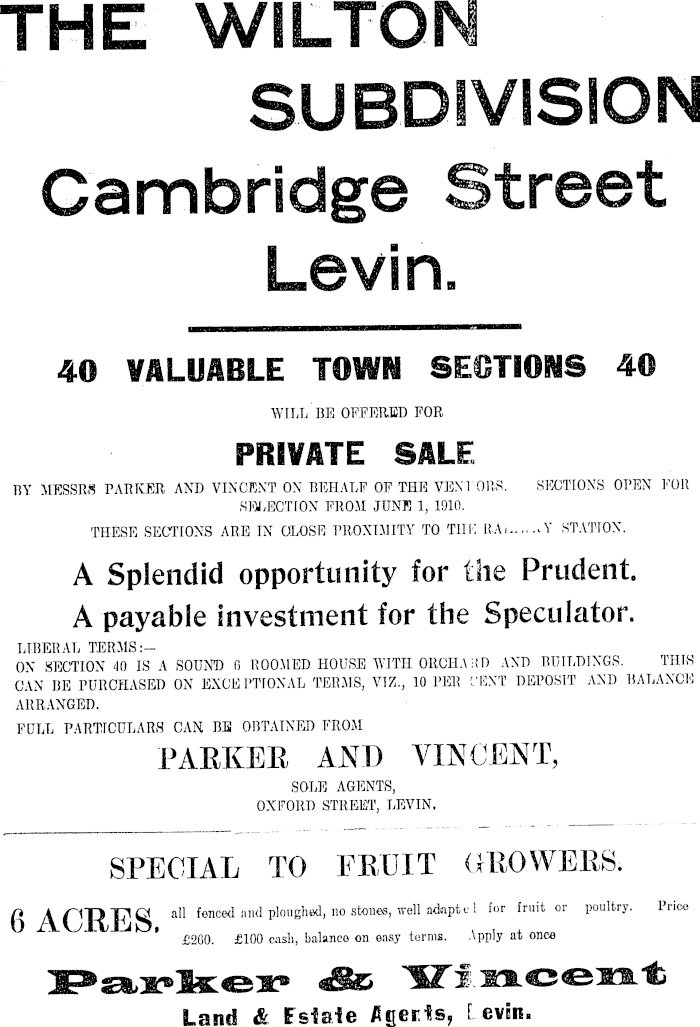 THE WILTON
SUBDIVISION
Cambridge Street
Levin.
40 VALUABLE TOWN SECTIONS 40
WILL BE OFFERED FOR
PRIVATE SALE
BY MESSRS PARKER AND VINCENT ON BEHALF OF THE VENDORS. SECTIONS OPEN FOR
SELECTION FROM JUNE 1, 1910.
THESE SECTIONS ARE IN CLOSE PROXIMITY TO THE RAILWAY STATION.
A Splendid opportunity for the Prudent.
A payable investment for the Speculator.
LIBERAL TERMS:—
ON SECTION 40 IS A SOUND 6 ROOMED HOUSE WITH ORCHARD AND BUILDINGS. THIS
CAN BE PURCHASED ON EXCEPTIONAL TERMS, VIZ., 10 PER CENT DEPOSIT AND BALANCE
ARRANGED.
FULL PARTICULARS CAN BE OBTAINED FROM
PARKER AND VINCENT,
SOLE AGENTS,
OXFORD STREET, LEVIN.
SPECIAL TO FRUIT GROWERS.
6 ACRES, all fenced and ploughed, no stones, well adapted for fruit or poultry. Price
£260. £100 cash, balance on easy terms. Apply at once
Parker & Vincent
Land & Estate Agents, Levin.